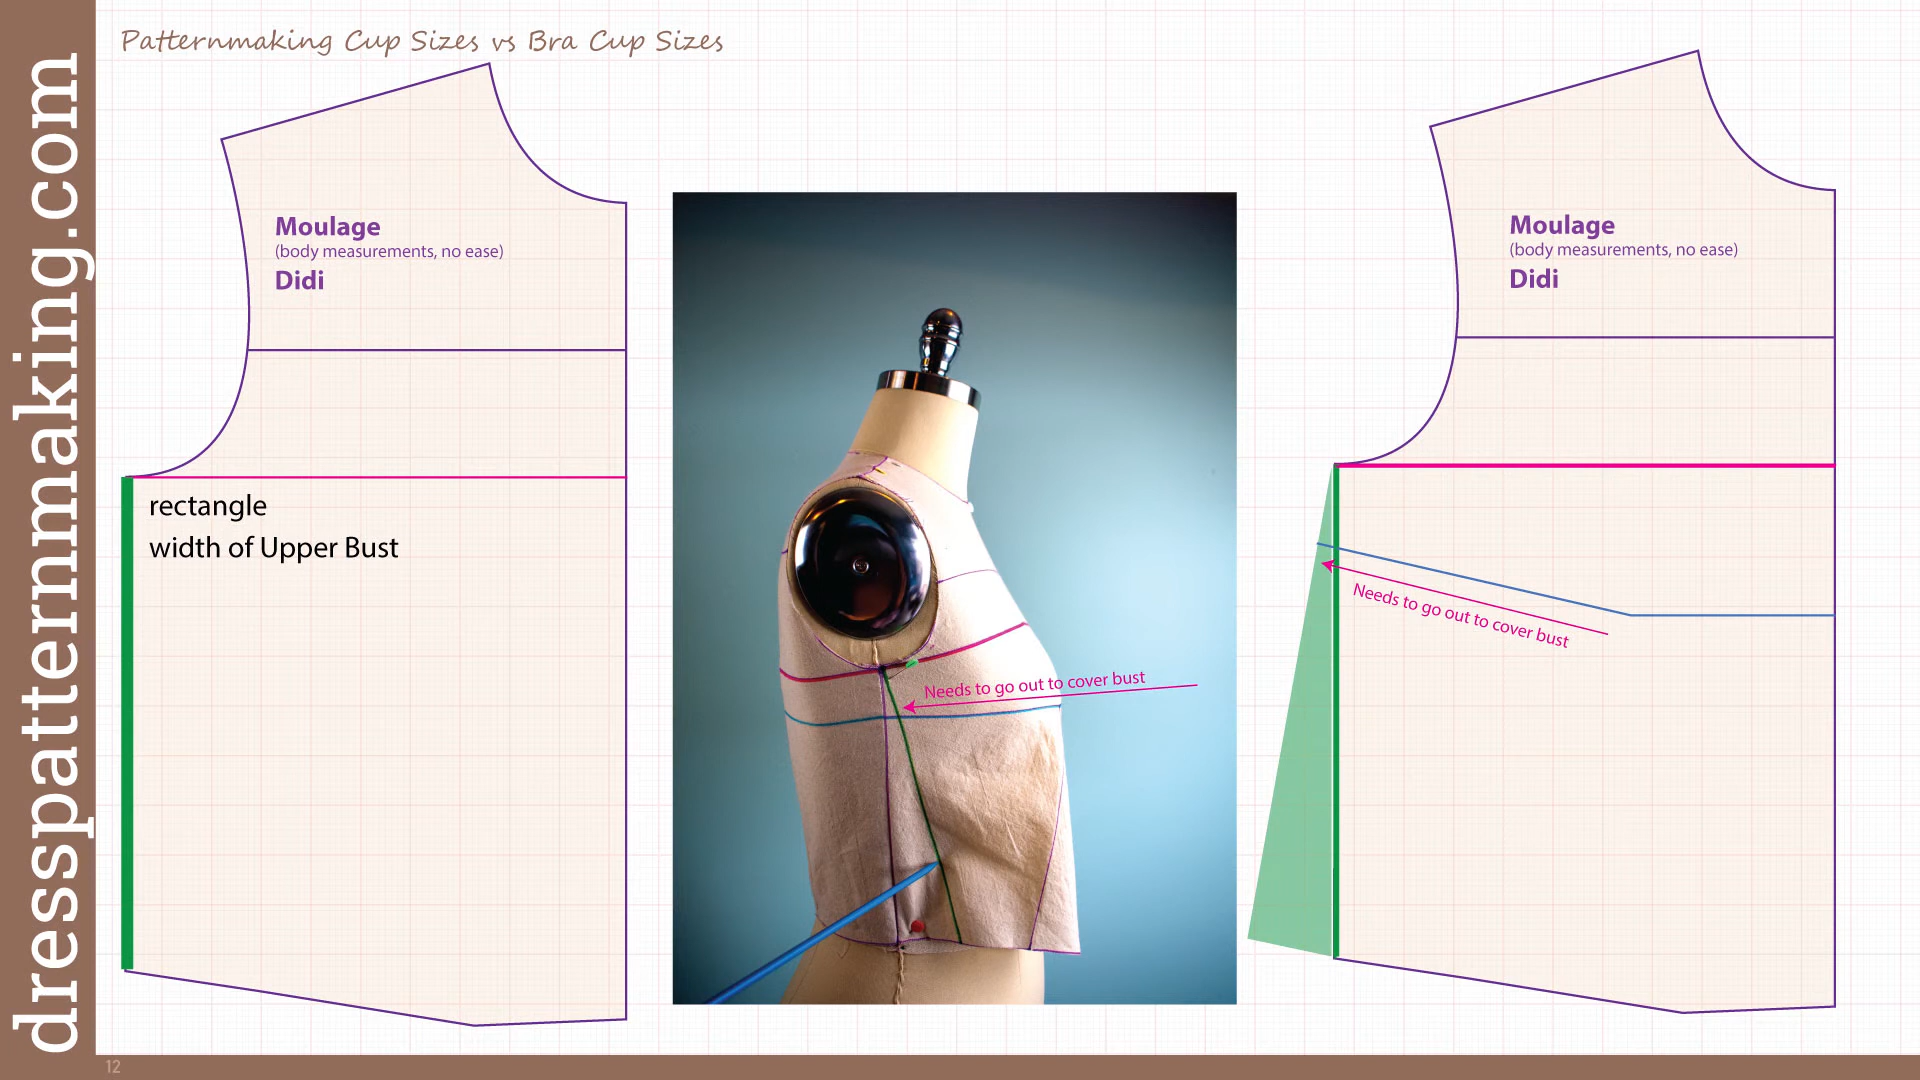 dresspatternmaking.com
Patternmaking Cup Sizes vs Bra Cup Sizes
Moulage
(body measurements, no ease)
Didi
rectangle
width of Upper Bust
Needs to go out to cover bust
Moulage
(body measurements, no ease)
Didi
Needs to go out to cover bust
12